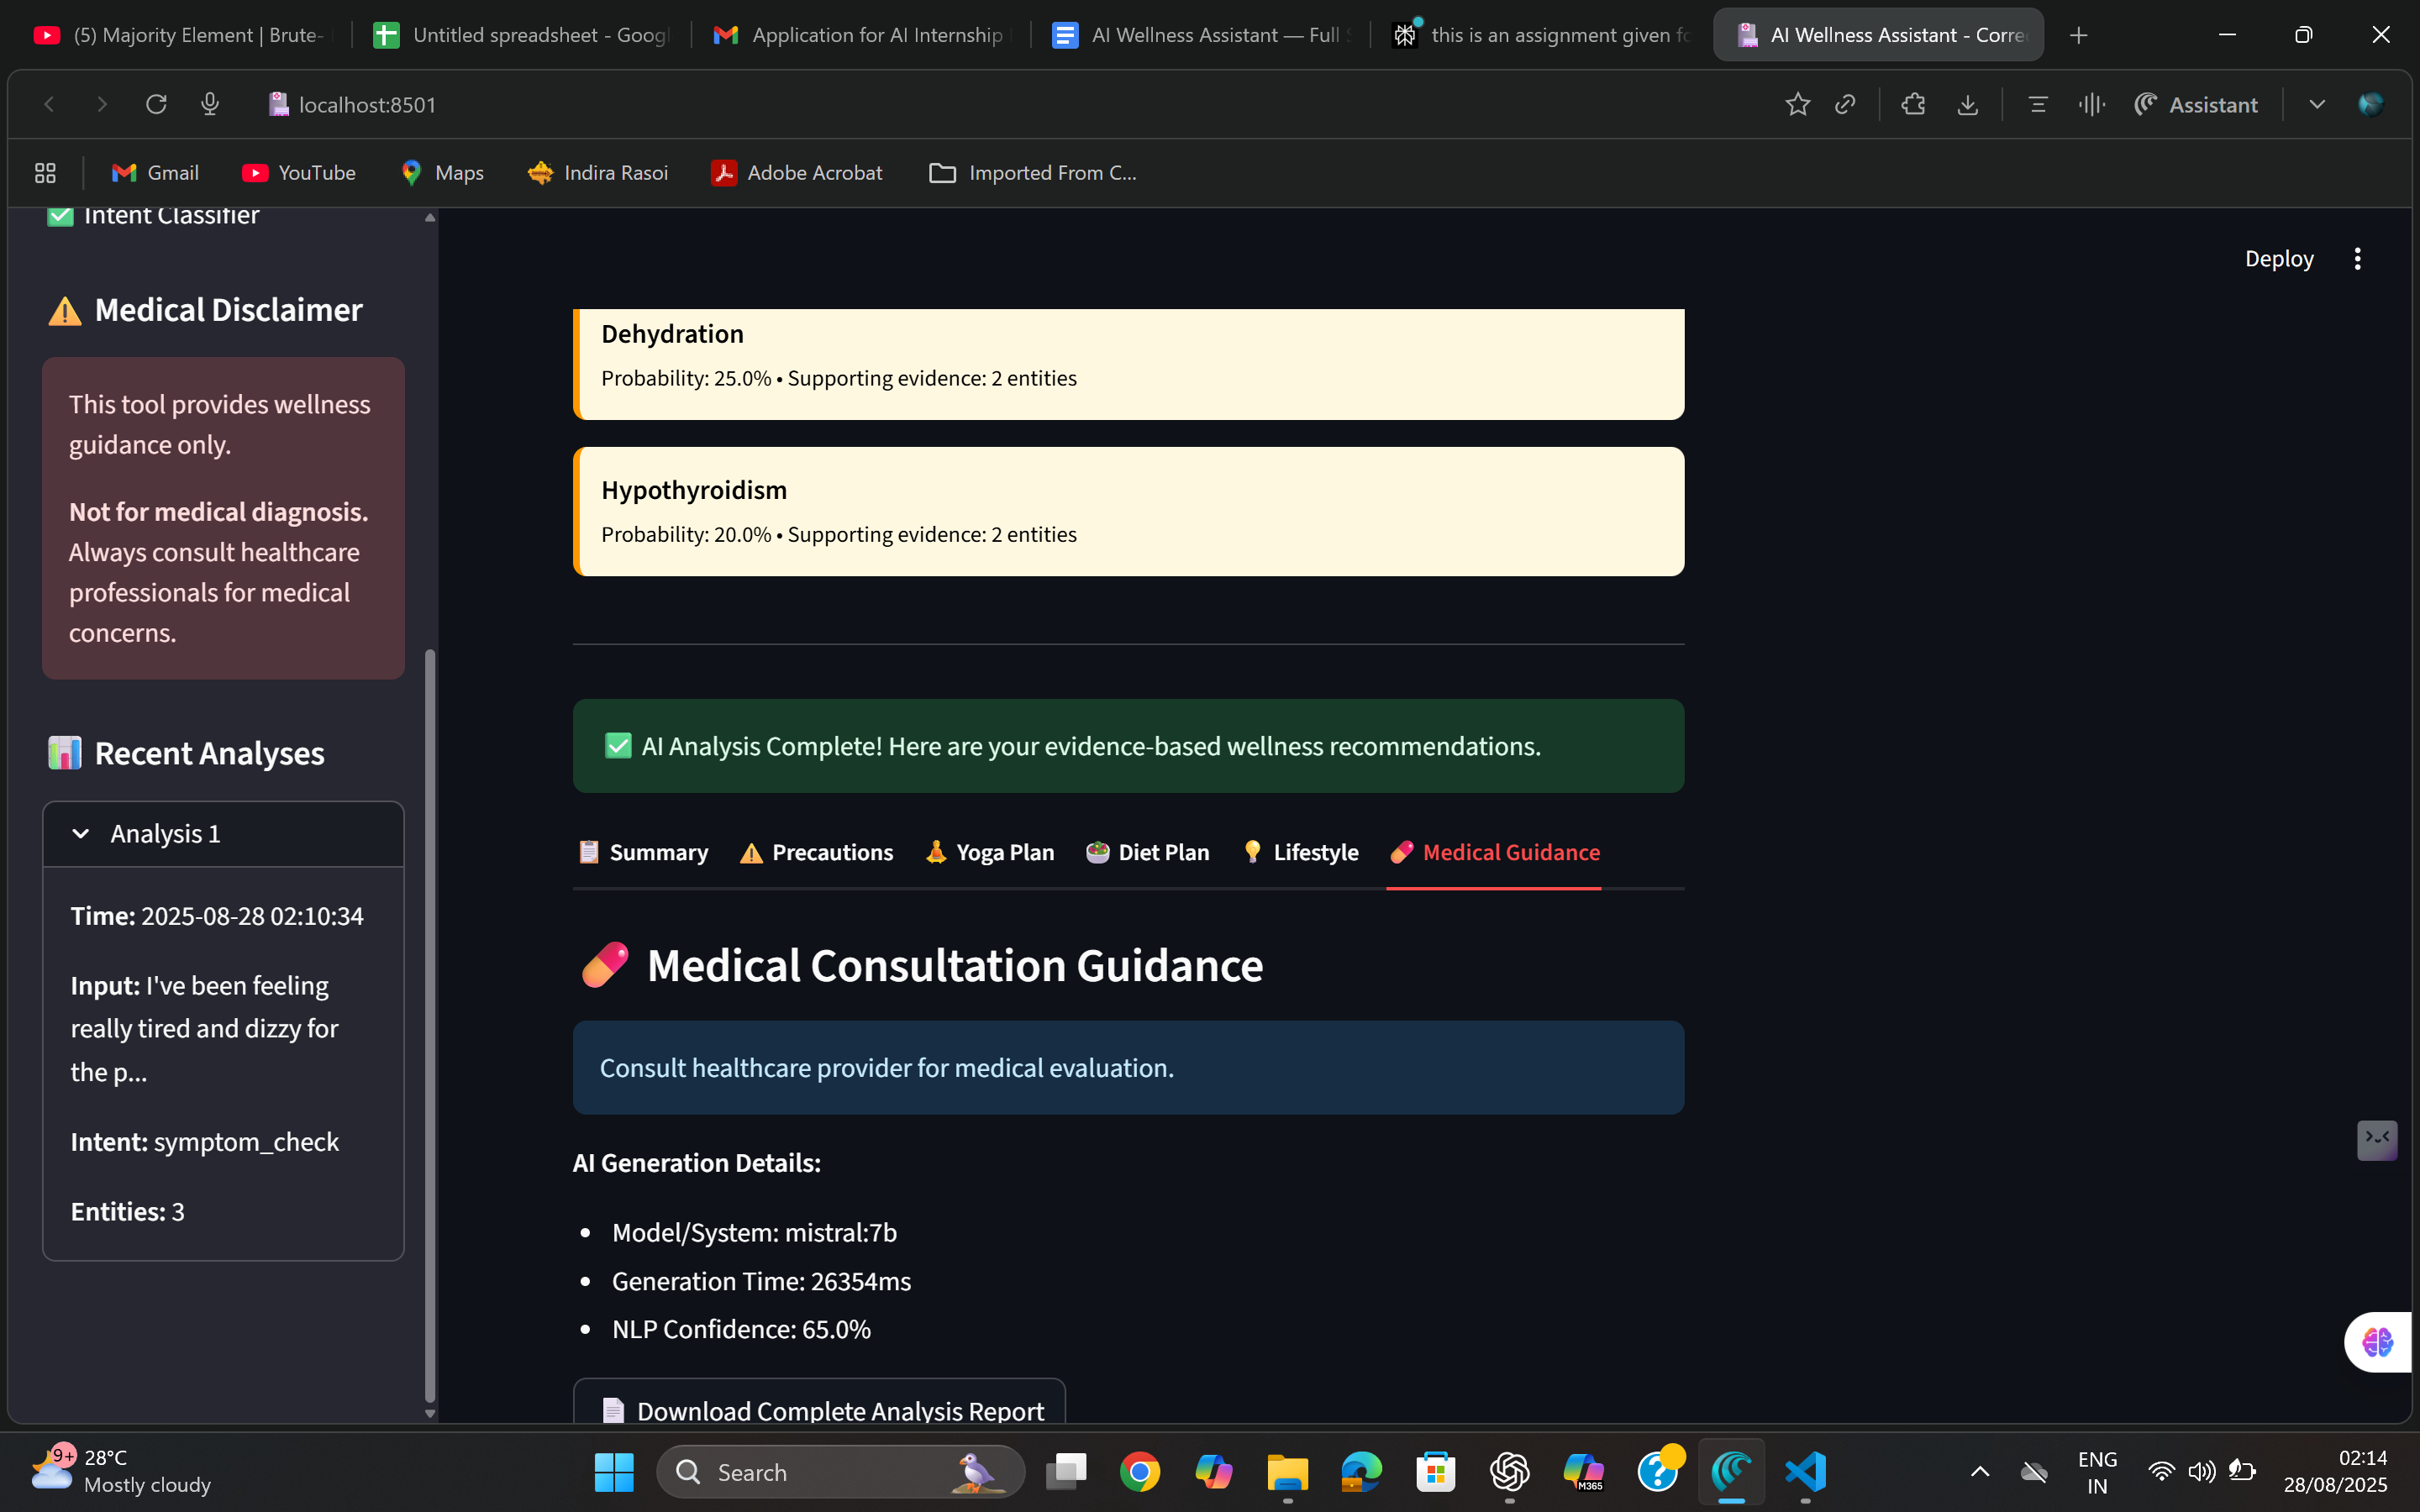 (5) Majority Element | Brute-
Untitled spreadsheet - Googl
Application for AI Internship
AI Wellness Assistant — Full S
this is an assignment given fo
AI Wellness Assistant - Correc
localhost:8501
Assistant
Gmail
YouTube
Maps
Indira Rasoi
Adobe Acrobat
Imported From C...
Intent Classifier
Medical Disclaimer
This tool provides wellness
guidance only.
Not for medical diagnosis.
Always consult healthcare
professionals for medical
concerns.
Recent Analyses
Analysis 1
Time: 2025-08-28 02:10:34
Input: I've been feeling
really tired and dizzy for
the p...
Intent: symptom_check
Entities: 3
Deploy
Dehydration
Probability: 25.0% • Supporting evidence: 2 entities
Hypothyroidism
Probability: 20.0% • Supporting evidence: 2 entities
AI Analysis Complete! Here are your evidence-based wellness recommendations.
Summary
Precautions
Yoga Plan
Diet Plan
Lifestyle
Medical Guidance
Medical Consultation Guidance
Consult healthcare provider for medical evaluation.
AI Generation Details:
• Model/System: mistral:7b
• Generation Time: 26354ms
• NLP Confidence: 65.0%
Download Complete Analysis Report
9+
28°C
Mostly cloudy
Search
M365
ENG
IN
02:14
28/08/2025